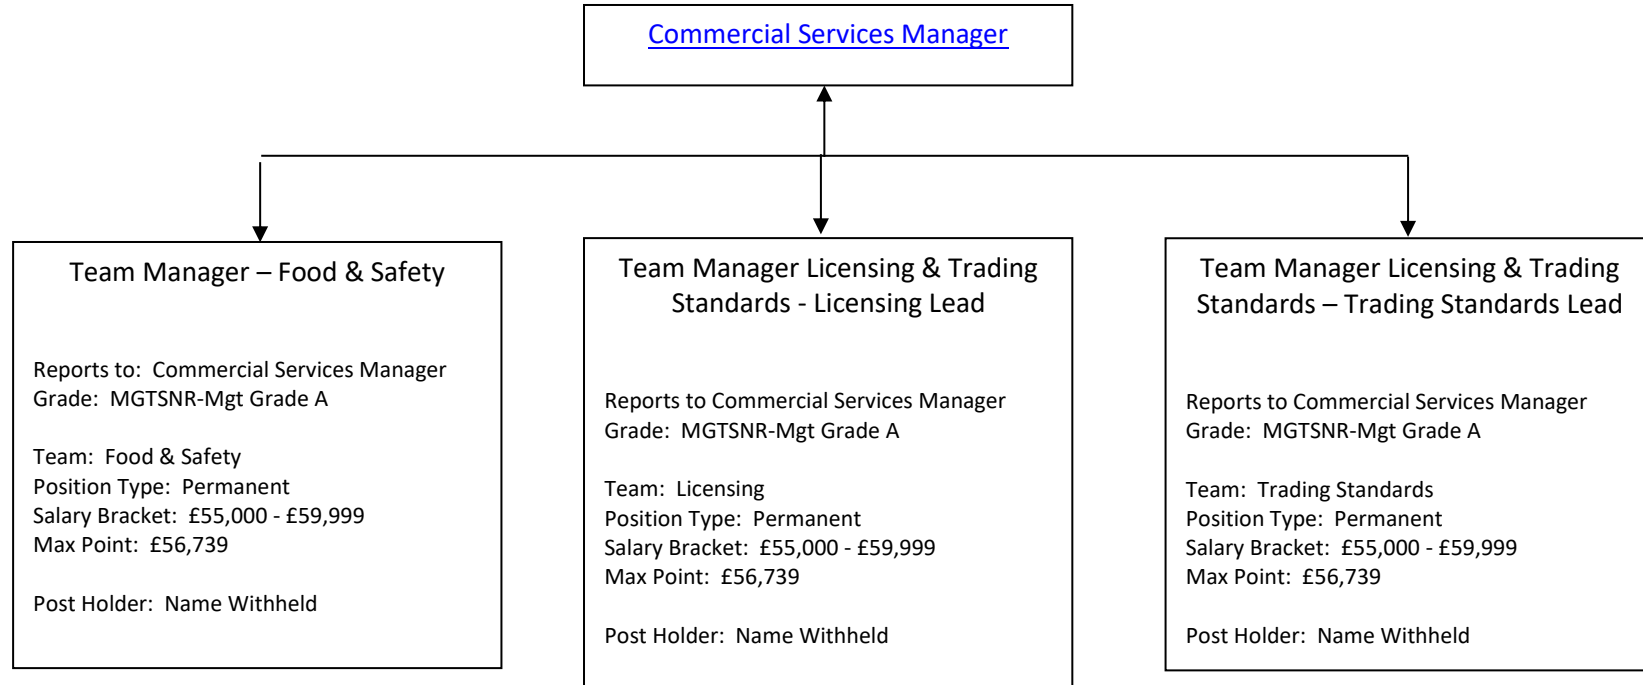 Commercial Services Manager
Team Manager – Food & Safety
Reports to:  Commercial Services Manager
Grade:  MGTSNR-Mgt Grade A
Team:  Food & Safety
Position Type:  Permanent
Salary Bracket:  £55,000 - £59,999
Max Point:  £56,739
Post Holder:  Name Withheld
Team Manager Licensing & Trading
Standards - Licensing Lead
Reports to Commercial Services Manager
Grade:  MGTSNR-Mgt Grade A
Team:  Licensing
Position Type:  Permanent
Salary Bracket:  £55,000 - £59,999
Max Point:  £56,739
Post Holder:  Name Withheld
Team Manager Licensing & Trading
Standards – Trading Standards Lead
Reports to Commercial Services Manager
Grade:  MGTSNR-Mgt Grade A
Team:  Trading Standards
Position Type:  Permanent
Salary Bracket:  £55,000 - £59,999
Max Point:  £56,739
Post Holder:  Name Withheld